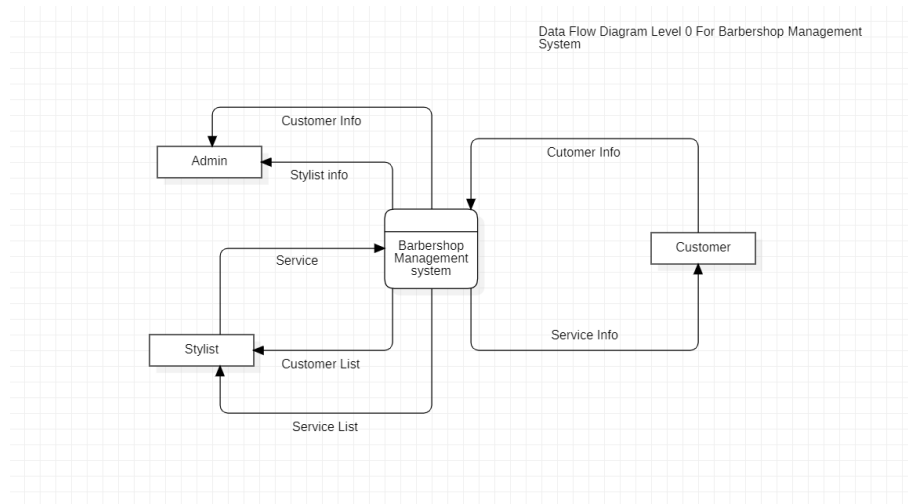 Data Flow Diagram Level 0 For Barbershop Management
System
Customer Info
Admin
Stylist info
Cutomer Info
Barbershop
Management
system
Customer
Service
Stylist
Customer List
Service Info
Service List